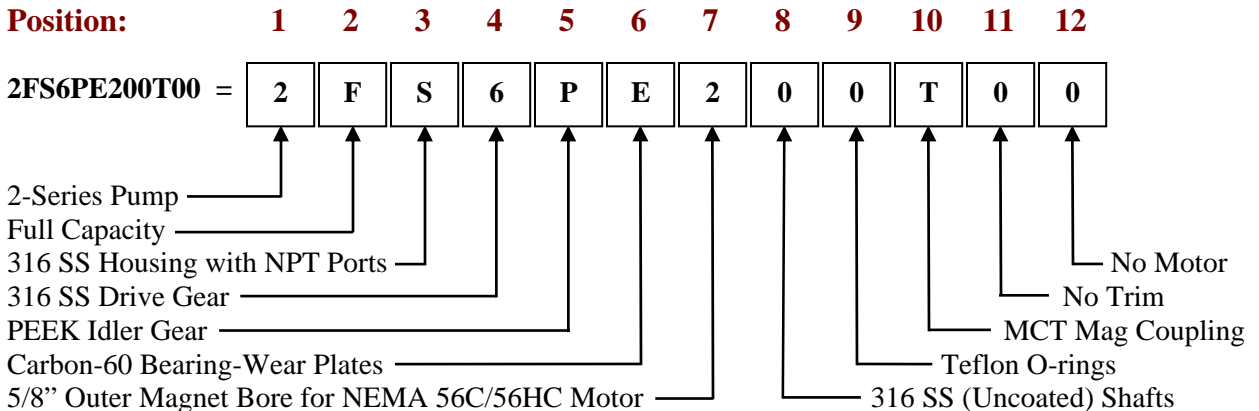 Position: 1 2 3 4 5 6 7 8 9 10 11 12
2FS6PE200T00 = 2 F S 6 P E 2 0 0 T 0 0
2-Series Pump
Full Capacity
316 SS Housing with NPT Ports No Motor
316 SS Drive Gear No Trim
PEEK Idler Gear MCT Mag Coupling
Carbon-60 Bearing-Wear Plates Teflon O-rings
5/8” Outer Magnet Bore for NEMA 56C/56HC Motor 316 SS (Uncoated) Shafts